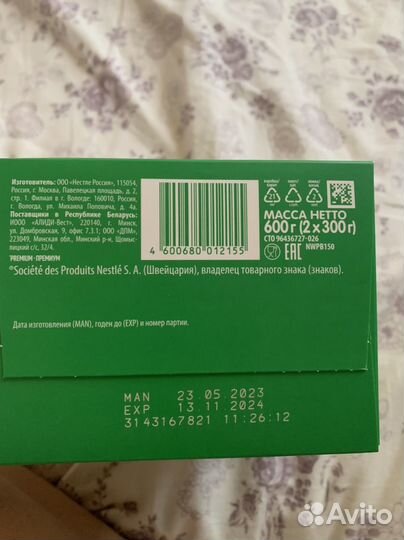 Изготовитель: ООО «Нестле Россия», 115054,
Россия, г. Москва, Павелецкая площадь, д. 2,
стр. 1. Филиал в г. Вологде: 160010, Россия,
г. Вологда, ул. Михаила Поповича, д. 4а.
Поставщики в Республике Беларусь:
ИООО «АЛИДИ-Вест», 220140, г. Минск,
ул. Домбровская, 9, офис 7.3.1; ООО «ДПМ»,
223049, Минская обл., Минский р-н, Щомыс-
лицкий с/с, 32/4.
PREMIUM - ПРЕМИУМ
®Société des Produits Nestlé S. A. (Швейцария), владелец товарного знака (знаков).
4 600680 012155
МАССА НЕТТО
600 г (2 x 300 г)
СТО 96436727-026
EAC NWPB150
Дата изготовления (MAN), годен до (EXP) и номер партии.
MAN 23.05.2023
EXP 13.11.2024
3143167821 11:26:12
Avito